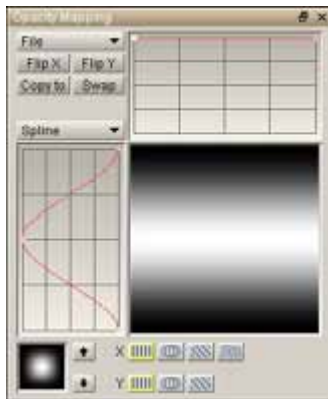 Opacity Mapping
File
Flip X Flip Y
Copy to Swap
Spline
X
Y